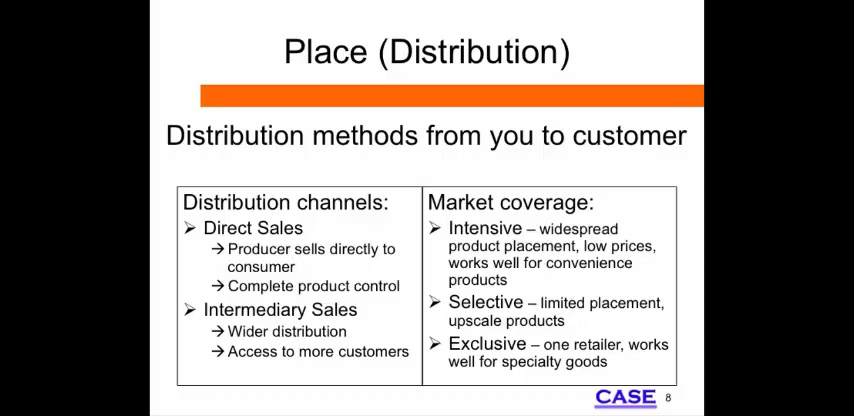 Place (Distribution)
Distribution methods from you to customer
Distribution channels:
➢ Direct Sales
→ Producer sells directly to
consumer
→ Complete product control
➢ Intermediary Sales
→ Wider distribution
→ Access to more customers
Market coverage:
➢ Intensive – widespread
product placement, low prices,
works well for convenience
products
➢ Selective – limited placement,
upscale products
➢ Exclusive – one retailer, works
well for specialty goods
CASE 8